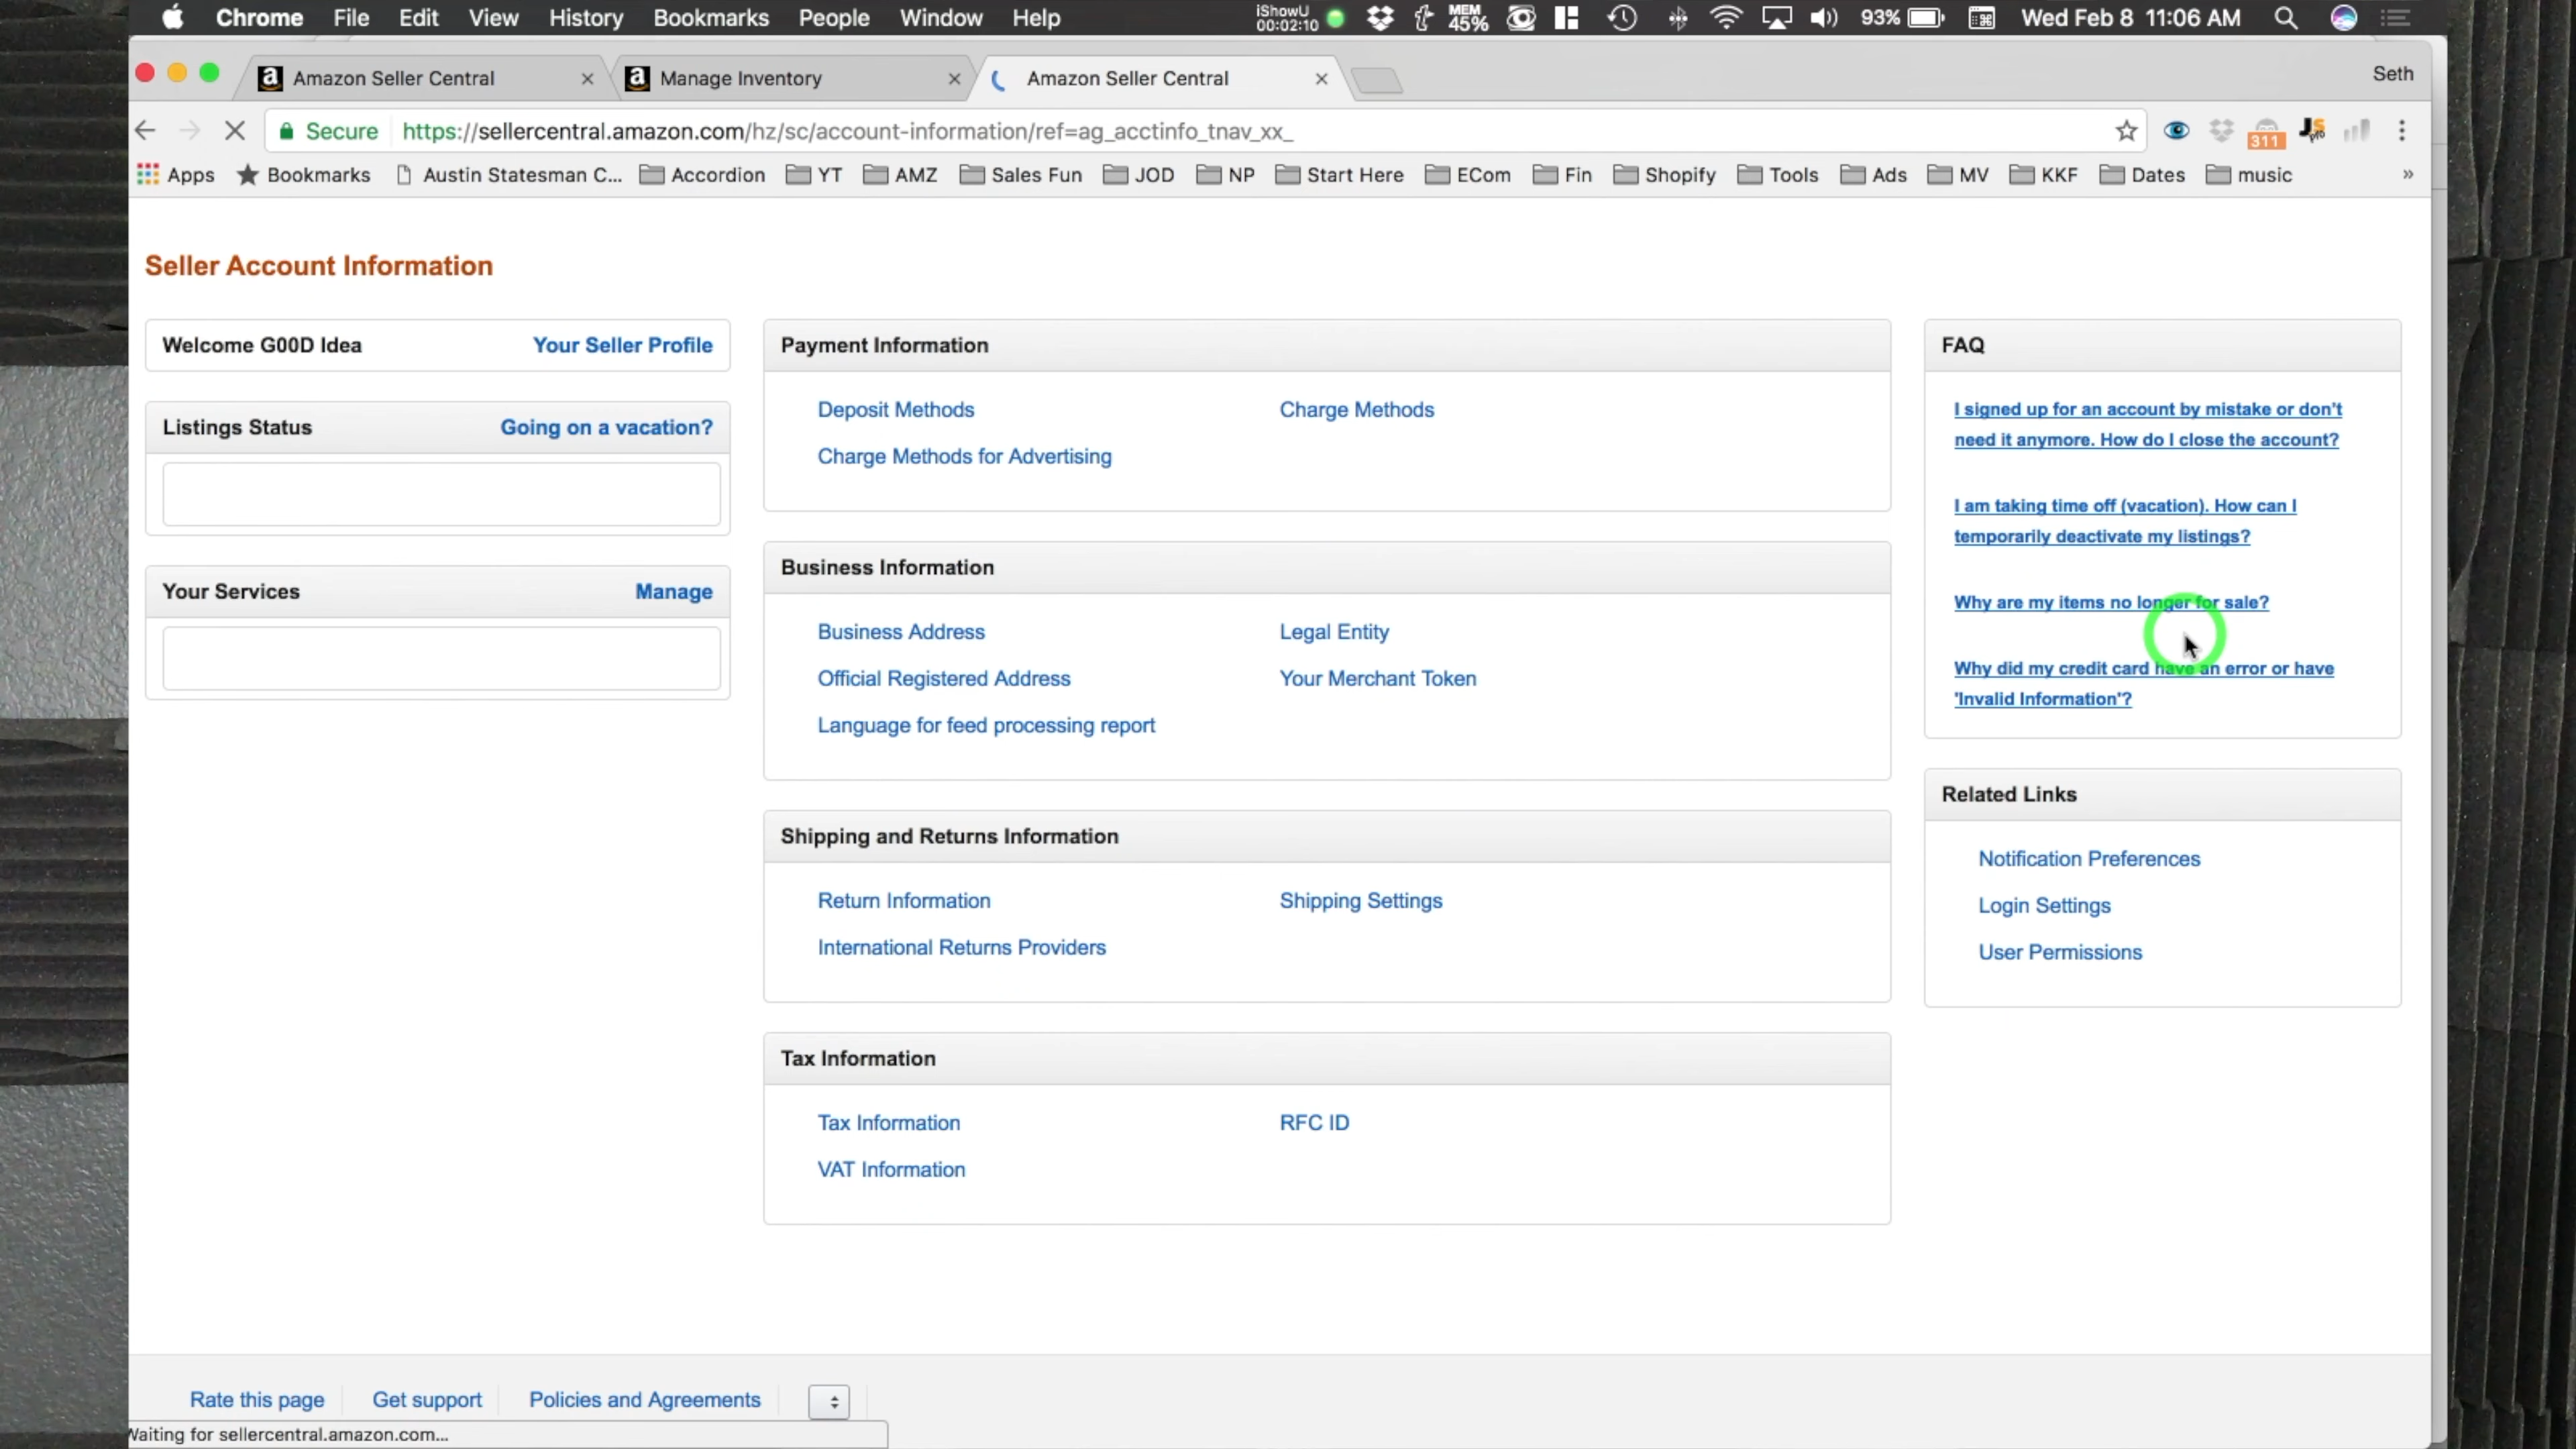 Chrome File Edit View History Bookmarks People Window Help iShowU 00:02:10 MEM 45% 93% Wed Feb 8 11:06 AM
Amazon Seller Central Manage Inventory Amazon Seller Central Seth
Secure https://sellercentral.amazon.com/hz/sc/account-information/ref=ag_acctinfo_tnav_xx_ 311
Apps Bookmarks Austin Statesman C... Accordion YT AMZ Sales Fun JOD NP Start Here ECom Fin Shopify Tools Ads MV KKF Dates music »
Seller Account Information
Welcome G00D Idea Your Seller Profile
Listings Status Going on a vacation?
Your Services Manage
Payment Information
Deposit Methods Charge Methods
Charge Methods for Advertising
Business Information
Business Address Legal Entity
Official Registered Address Your Merchant Token
Language for feed processing report
Shipping and Returns Information
Return Information Shipping Settings
International Returns Providers
Tax Information
Tax Information RFC ID
VAT Information
FAQ
I signed up for an account by mistake or don't
need it anymore. How do I close the account?
I am taking time off (vacation). How can I
temporarily deactivate my listings?
Why are my items no longer for sale?
Why did my credit card have an error or have
'Invalid Information'?
Related Links
Notification Preferences
Login Settings
User Permissions
Rate this page Get support Policies and Agreements
Waiting for sellercentral.amazon.com...